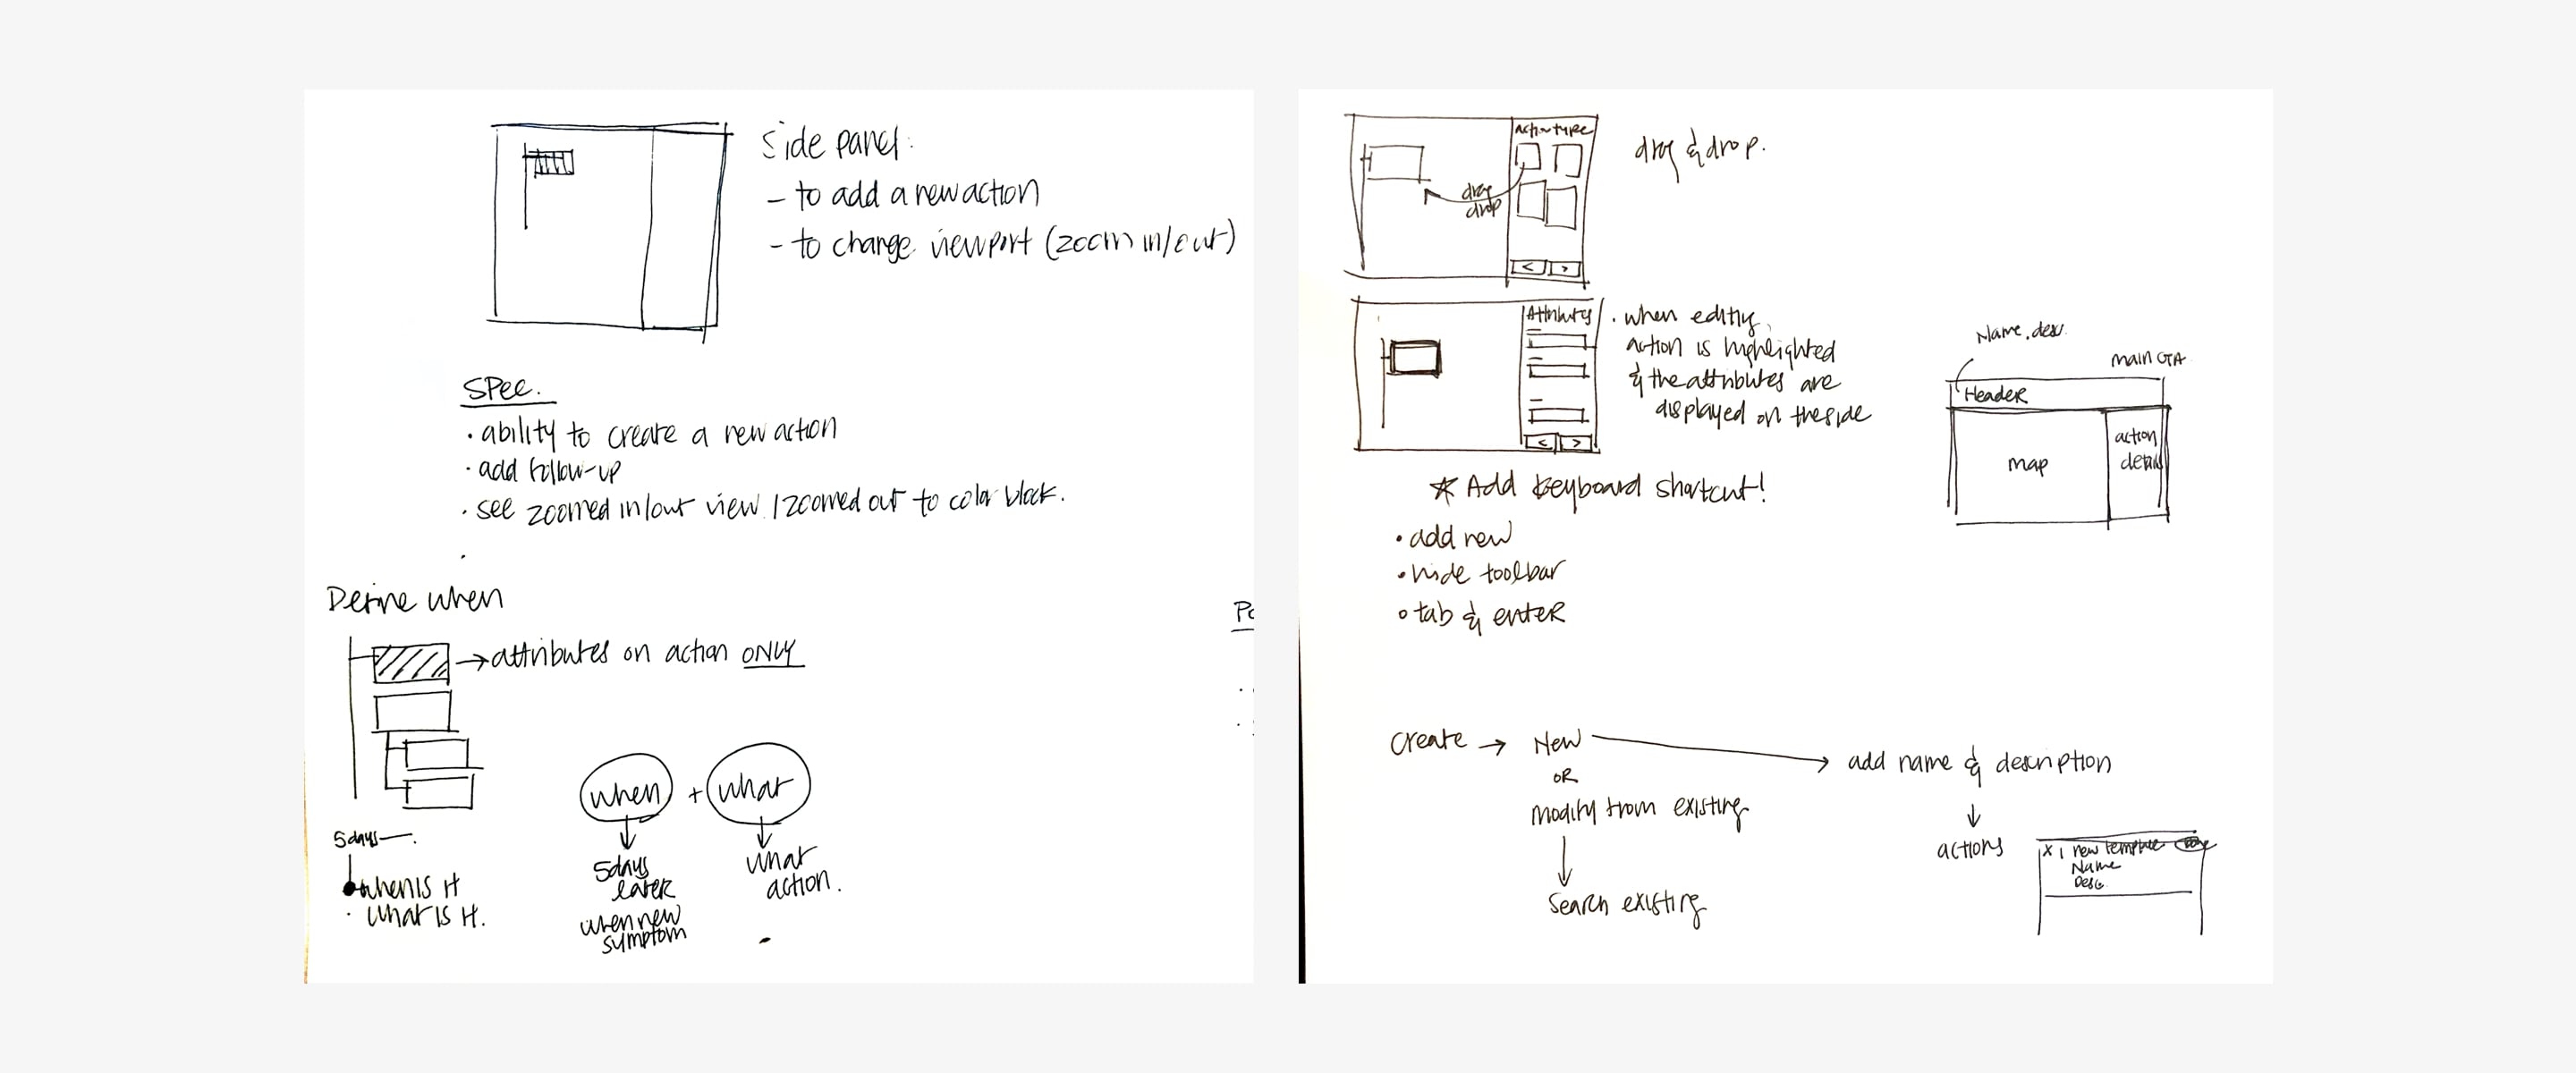 Side panel:
- to add a new action
- to change viewport (zoom in/out)
Spec.
· ability to create a new action
· add follow-up
· see zoomed in/out view / zoomed out to color block.
Define when
→ attributes on action ONLY
5 days
when is it
· what is it.
when + what
5 days
later
when new
symptom
what
action.
Action type
drag
drop
< >
drag & drop.
Attributes
< >
· when editing,
action is highlighted
& the attributes are
displayed on the side
Name, desc.
main CTA
Header
map
action
details
★ Add keyboard shortcut!
· add new
· hide toolbar
· tab & enter
create → New → add name & description
OR
modify from existing
Search existing
actions
x | new template
Name
Desc.